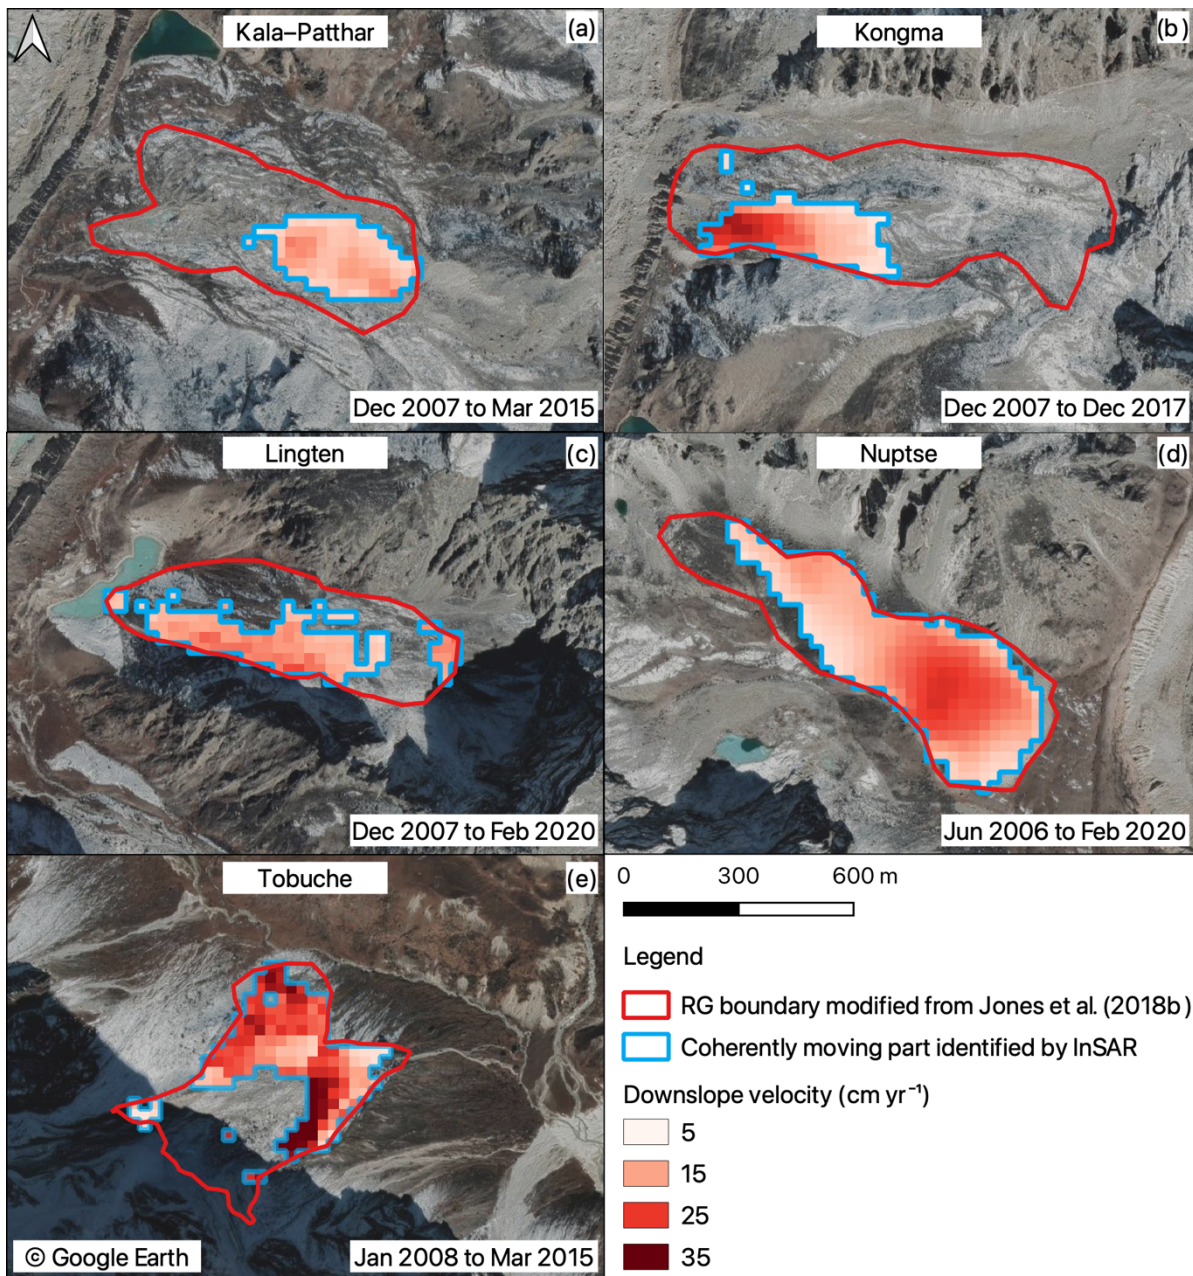 Kala–Patthar
(a)
Dec 2007 to Mar 2015
Kongma
(b)
Dec 2007 to Dec 2017
Lingten
(c)
Dec 2007 to Feb 2020
Nuptse
(d)
Jun 2006 to Feb 2020
Tobuche
(e)
© Google Earth
Jan 2008 to Mar 2015
0 300 600 m
Legend
RG boundary modified from Jones et al. (2018b)
Coherently moving part identified by InSAR
Downslope velocity (cm yr⁻¹)
5
15
25
35